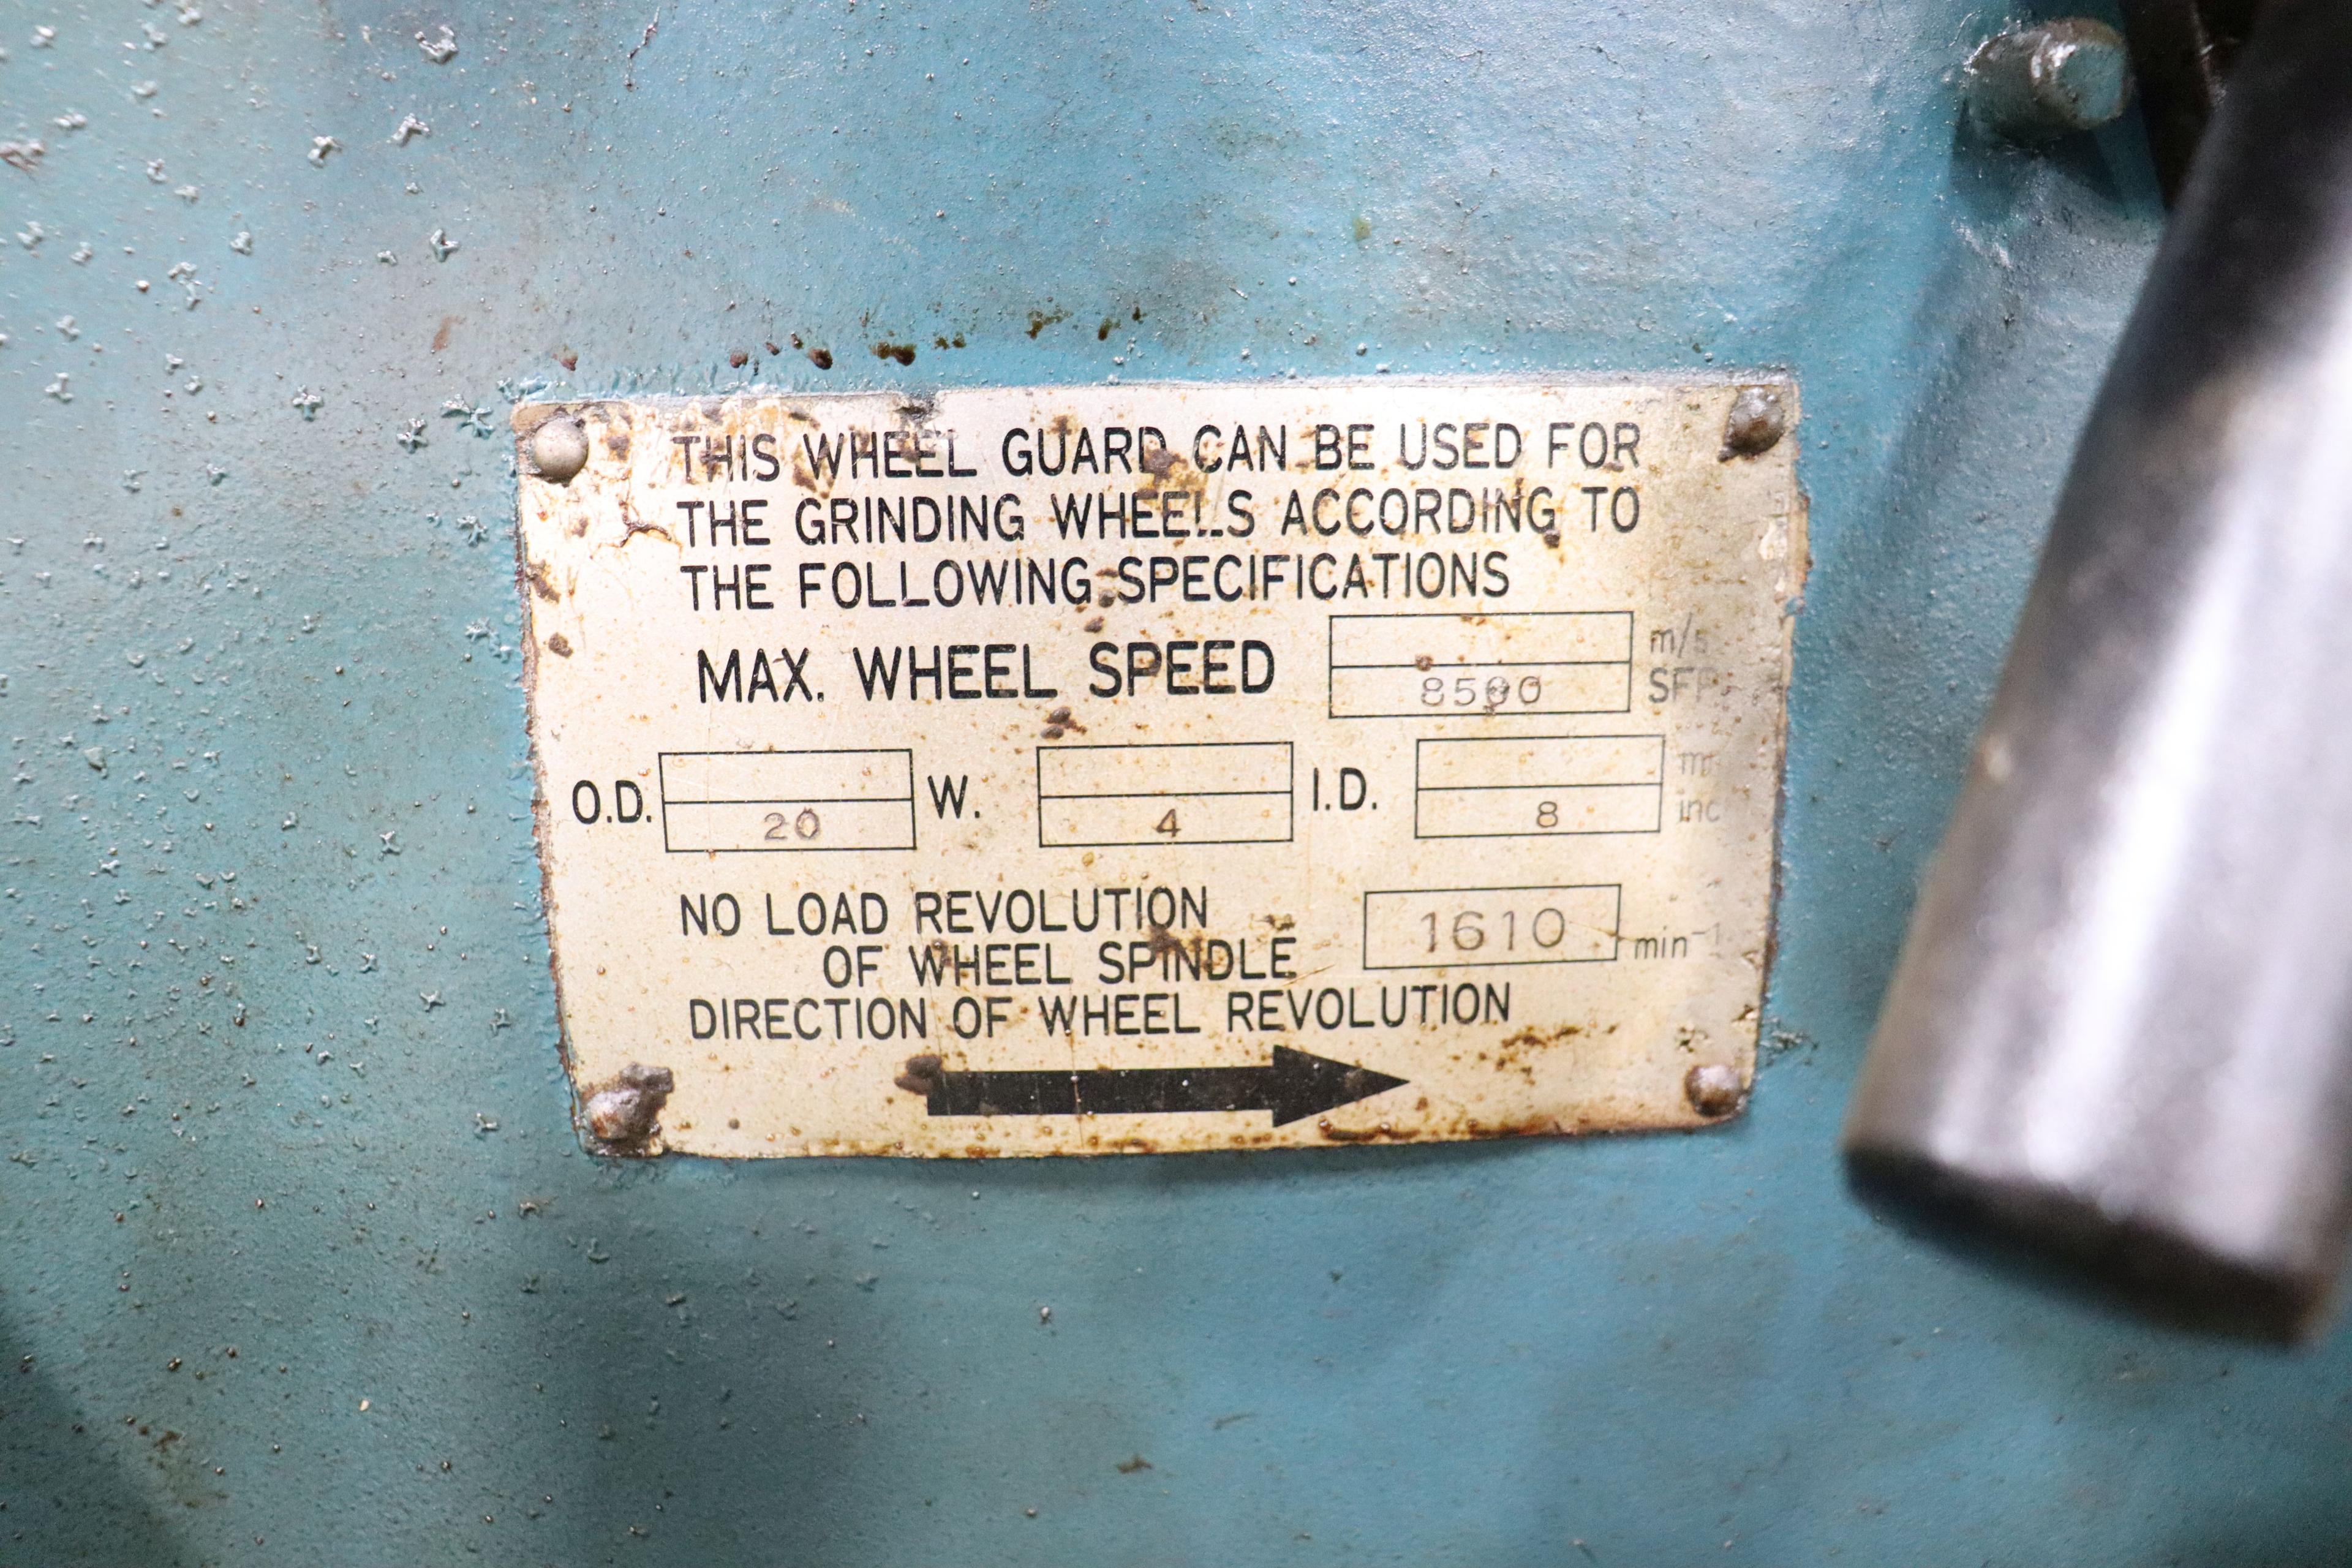 THIS WHEEL GUARD CAN BE USED FOR
THE GRINDING WHEELS ACCORDING TO
THE FOLLOWING SPECIFICATIONS
MAX. WHEEL SPEED
m/s
8500 SFP
O.D. 20 W. 4 I.D. 8
NO LOAD REVOLUTION
OF WHEEL SPINDLE 1610 min⁻¹
DIRECTION OF WHEEL REVOLUTION